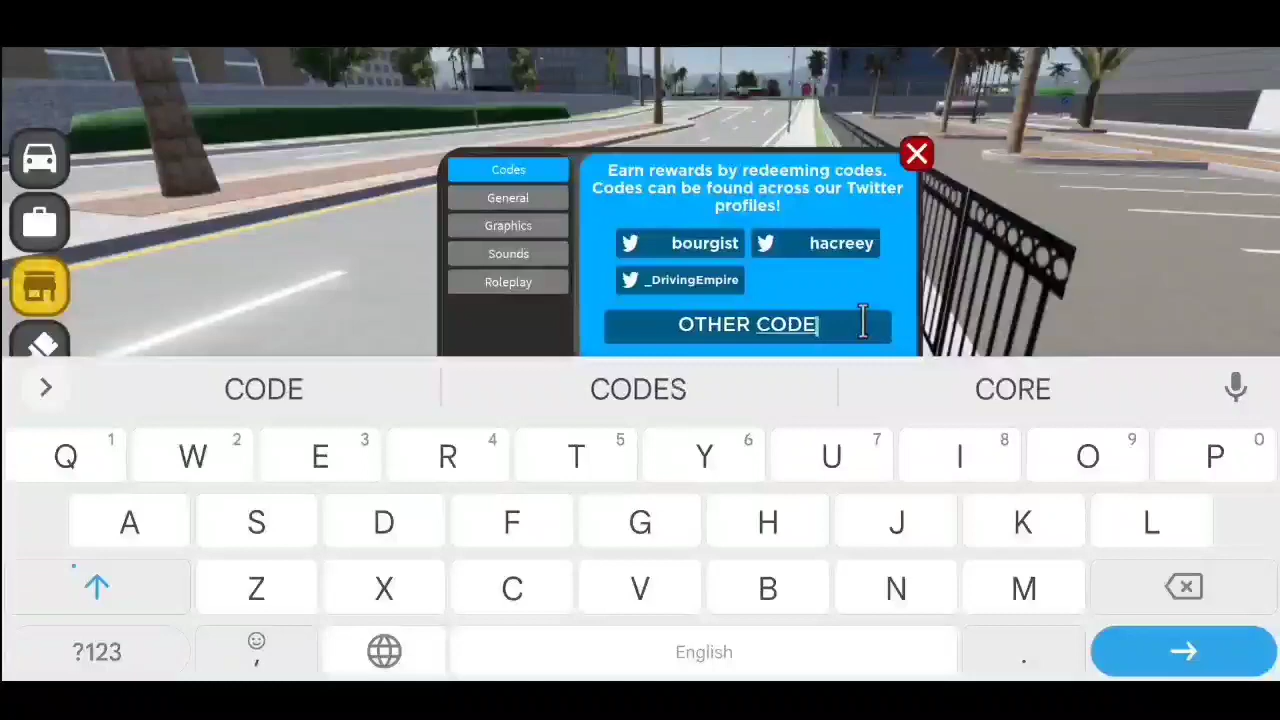 Codes
General
Graphics
Sounds
Roleplay
Earn rewards by redeeming codes.
Codes can be found across our Twitter
profiles!
bourgist
hacreey
_DrivingEmpire
OTHER CODE
CODE CODES CORE
Q 1 W 2 E 3 R 4 T 5 Y 6 U 7 I 8 O 9 P 0
A S D F G H J K L
Z X C V B N M
?123 , English .